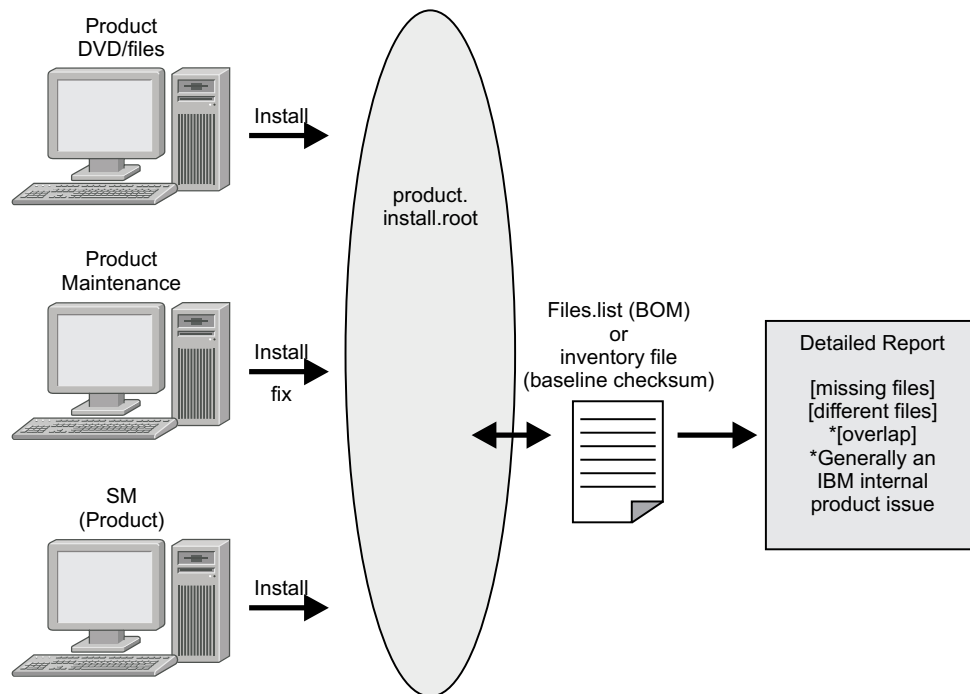 Product
DVD/files
Install
product.
install.root
Product
Maintenance
Install
fix
Files.list (BOM)
or
inventory file
(baseline checksum)
Detailed Report
[missing files]
[different files]
*[overlap]
*Generally an
IBM internal
product issue
SM
(Product)
Install